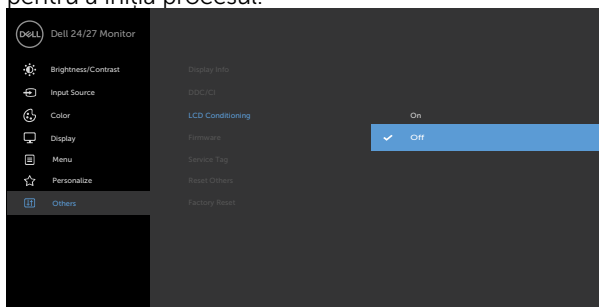 pentru a iniția procesul.
DELL
Dell 24/27 Monitor
Brightness/Contrast
Display Info
Input Source
DDC/CI
Color
LCD Conditioning
On
Display
Firmware
Off
Menu
Service Tag
Personalize
Reset Others
Others
Factory Reset